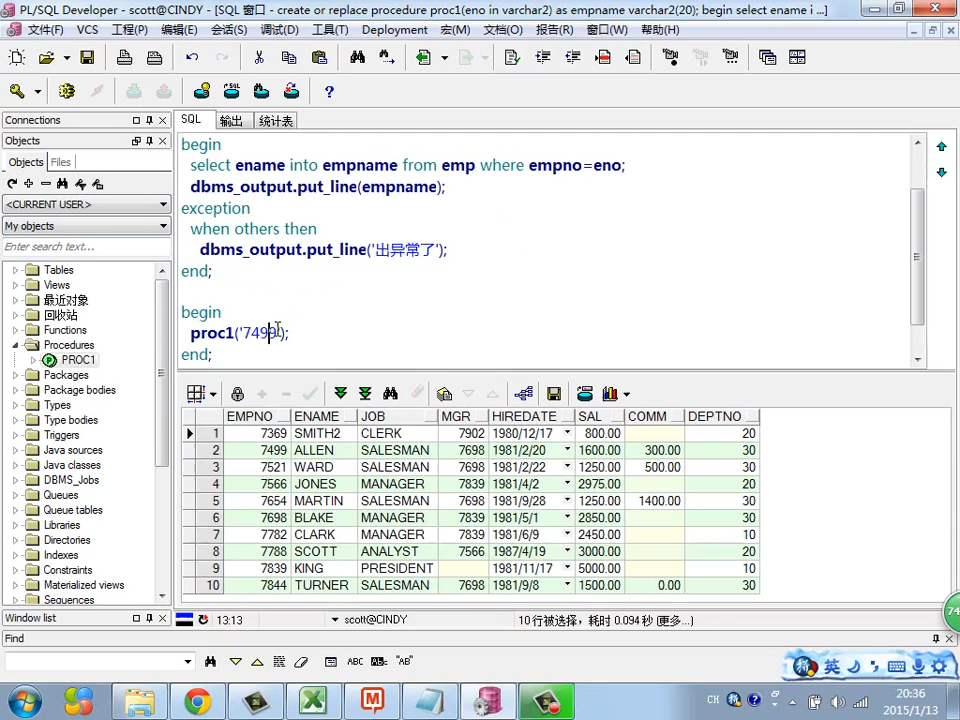 PL/SQL Developer - scott@CINDY - [SQL 窗口 - create or replace procedure proc1(eno in varchar2) as empname varchar2(20); begin select ename i ...]
文件(F) VCS 工程(P) 编辑(E) 会话(S) 调试(D) 工具(T) Deployment 宏(M) 文档(O) 报告(R) 窗口(W) 帮助(H)
SQL
Connections
Objects
Objects Files
<CURRENT USER>
My objects
Enter search text...
Tables
Views
最近对象
回收站
Functions
Procedures
PROC1
Packages
Package bodies
Types
Type bodies
Triggers
Java sources
Java classes
DBMS_Jobs
Queues
Queue tables
Libraries
Directories
Indexes
Constraints
Materialized views
Sequences
Window list
SQL 输出 统计表
begin
select ename into empname from emp where empno=eno;
dbms_output.put_line(empname);
exception
when others then
dbms_output.put_line('出异常了');
end;
begin
proc1('7499');
end;
EMPNO ENAME JOB MGR HIREDATE SAL COMM DEPTNO
1 7369 SMITH2 CLERK 7902 1980/12/17 800.00 20
2 7499 ALLEN SALESMAN 7698 1981/2/20 1600.00 300.00 30
3 7521 WARD SALESMAN 7698 1981/2/22 1250.00 500.00 30
4 7566 JONES MANAGER 7839 1981/4/2 2975.00 20
5 7654 MARTIN SALESMAN 7698 1981/9/28 1250.00 1400.00 30
6 7698 BLAKE MANAGER 7839 1981/5/1 2850.00 30
7 7782 CLARK MANAGER 7839 1981/6/9 2450.00 10
8 7788 SCOTT ANALYST 7566 1987/4/19 3000.00 20
9 7839 KING PRESIDENT 1981/11/17 5000.00 10
10 7844 TURNER SALESMAN 7698 1981/9/8 1500.00 0.00 30
13:13 scott@CINDY 10 行被选择，耗时 0.094 秒 (更多...)
74
Find
ABC "AB"
英
CH
20:36
2015/1/13